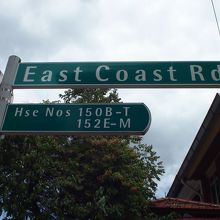 East Coast Rd
Hse Nos 150B-T
152E-M